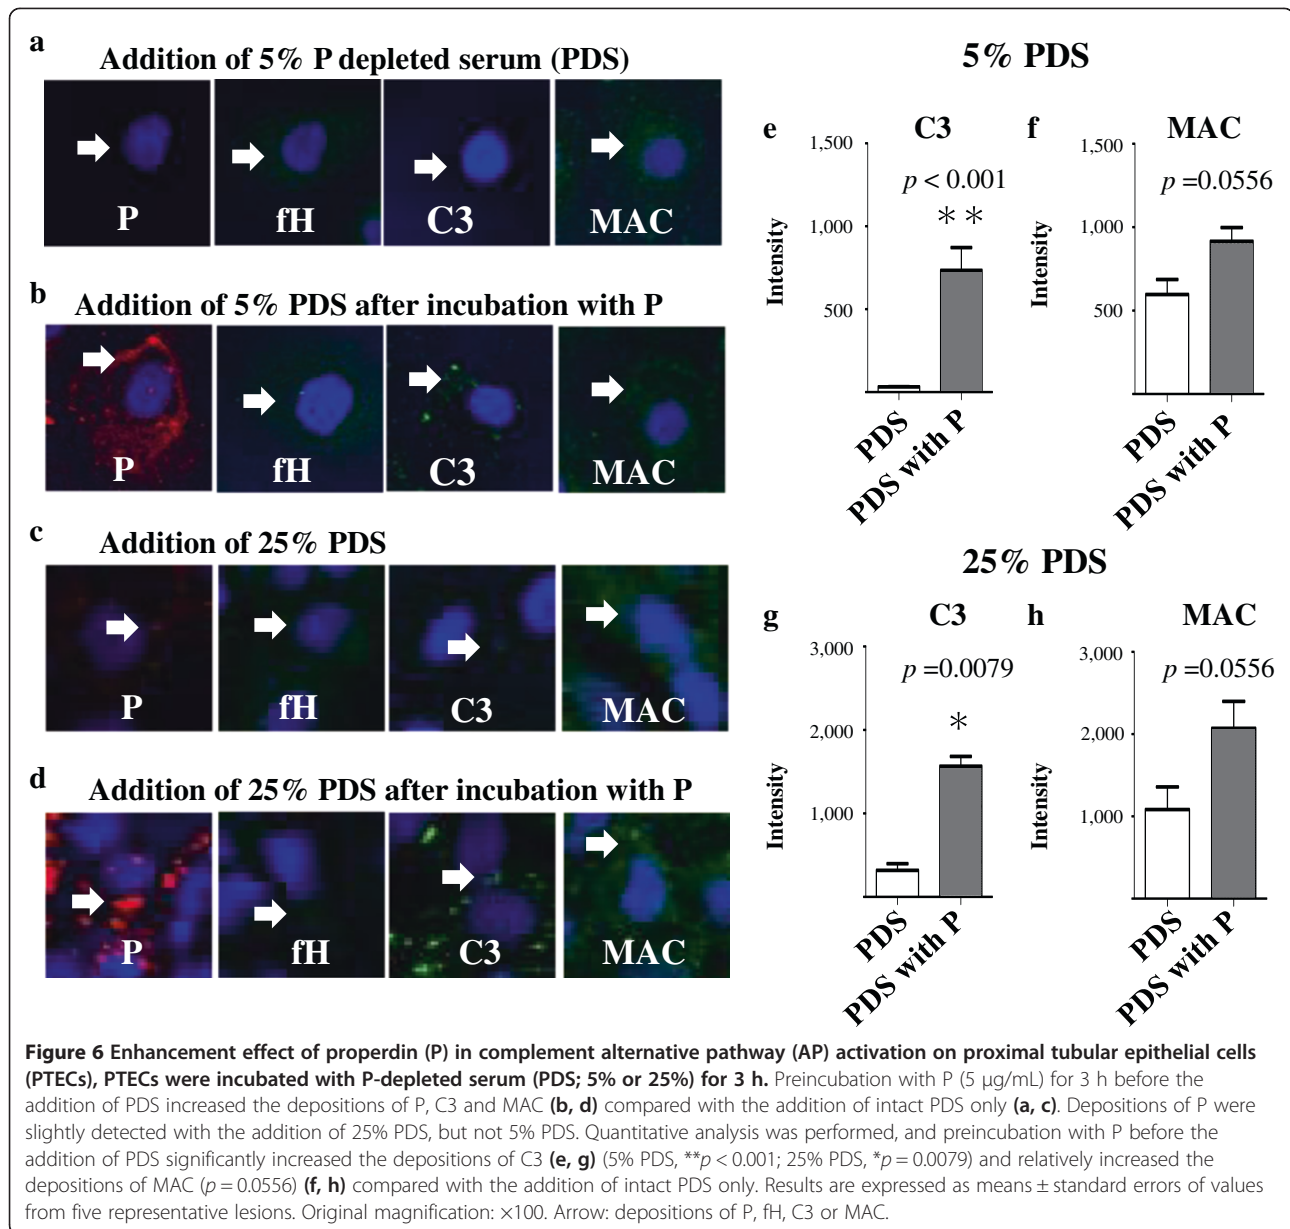 a
Addition of 5% P depleted serum (PDS)
P
fH
C3
MAC
b
Addition of 5% PDS after incubation with P
P
fH
C3
MAC
c
Addition of 25% PDS
P
fH
C3
MAC
d
Addition of 25% PDS after incubation with P
P
fH
C3
MAC
5% PDS
e
C3
1,500
1,000
500
Intensity
p < 0.001
**
PDS
PDS with P
f
MAC
1,500
1,000
500
Intensity
p =0.0556
PDS
PDS with P
25% PDS
g
C3
3,000
2,000
1,000
Intensity
p =0.0079
*
PDS
PDS with P
h
MAC
3,000
2,000
1,000
Intensity
p =0.0556
PDS
PDS with P
Figure 6 Enhancement effect of properdin (P) in complement alternative pathway (AP) activation on proximal tubular epithelial cells
(PTECs), PTECs were incubated with P-depleted serum (PDS; 5% or 25%) for 3 h. Preincubation with P (5 μg/mL) for 3 h before the
addition of PDS increased the depositions of P, C3 and MAC (b, d) compared with the addition of intact PDS only (a, c). Depositions of P were
slightly detected with the addition of 25% PDS, but not 5% PDS. Quantitative analysis was performed, and preincubation with P before the
addition of PDS significantly increased the depositions of C3 (e, g) (5% PDS, **p < 0.001; 25% PDS, *p = 0.0079) and relatively increased the
depositions of MAC (p = 0.0556) (f, h) compared with the addition of intact PDS only. Results are expressed as means ± standard errors of values
from five representative lesions. Original magnification: ×100. Arrow: depositions of P, fH, C3 or MAC.